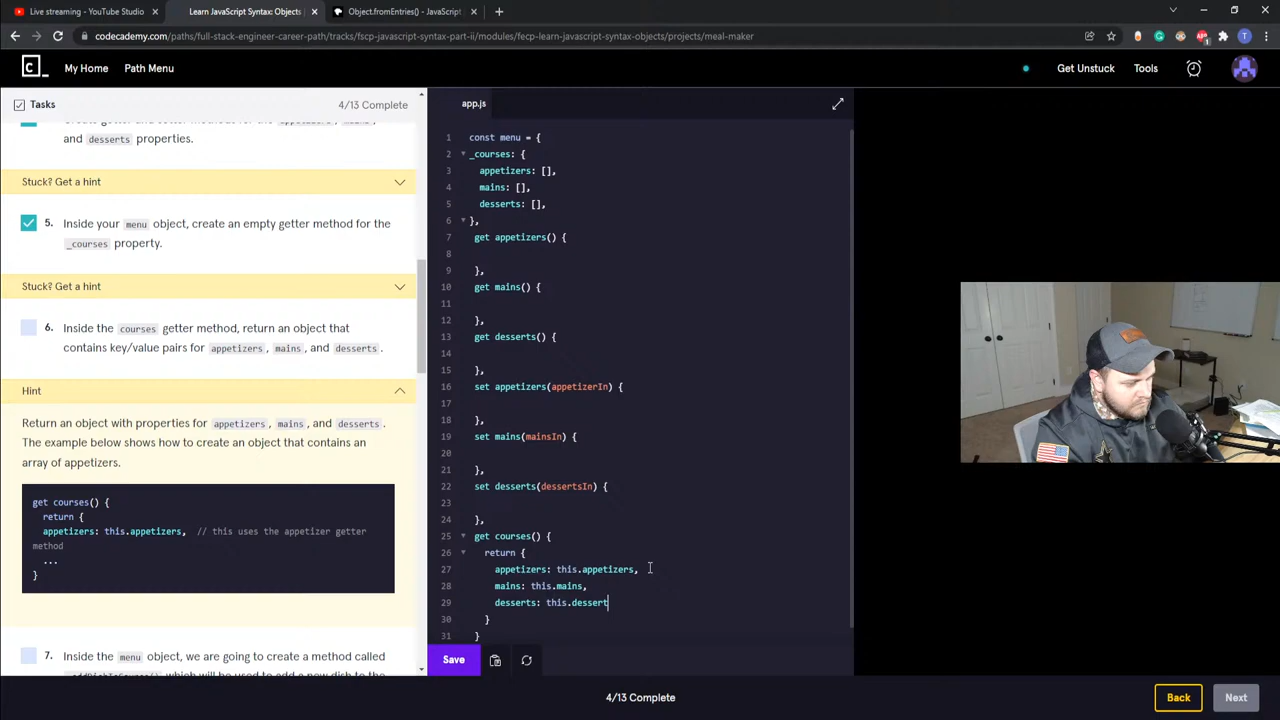 Live streaming - YouTube Studio
Learn JavaScript Syntax: Objects |
Object.fromEntries() - JavaScript
codecademy.com/paths/full-stack-engineer-career-path/tracks/fscp-javascript-syntax-part-ii/modules/fecp-learn-javascript-syntax-objects/projects/meal-maker
My Home
Path Menu
Get Unstuck
Tools
Tasks
4/13 Complete
app.js
and desserts properties.
Stuck? Get a hint
5. Inside your menu object, create an empty getter method for the
_courses property.
Stuck? Get a hint
6. Inside the courses getter method, return an object that
contains key/value pairs for appetizers, mains, and desserts.
Hint
Return an object with properties for appetizers, mains, and desserts.
The example below shows how to create an object that contains an
array of appetizers.
get courses() {
return {
appetizers: this.appetizers, // this uses the appetizer getter
method
...
}
7. Inside the menu object, we are going to create a method called
1 const menu = {
2 _courses: {
3 appetizers: [],
4 mains: [],
5 desserts: [],
6 },
7 get appetizers() {
8
9 },
10 get mains() {
11
12 },
13 get desserts() {
14
15 },
16 set appetizers(appetizerIn) {
17
18 },
19 set mains(mainsIn) {
20
21 },
22 set desserts(dessertsIn) {
23
24 },
25 get courses() {
26 return {
27 appetizers: this.appetizers,
28 mains: this.mains,
29 desserts: this.dessert
30 }
31 }
Save
4/13 Complete
Back
Next